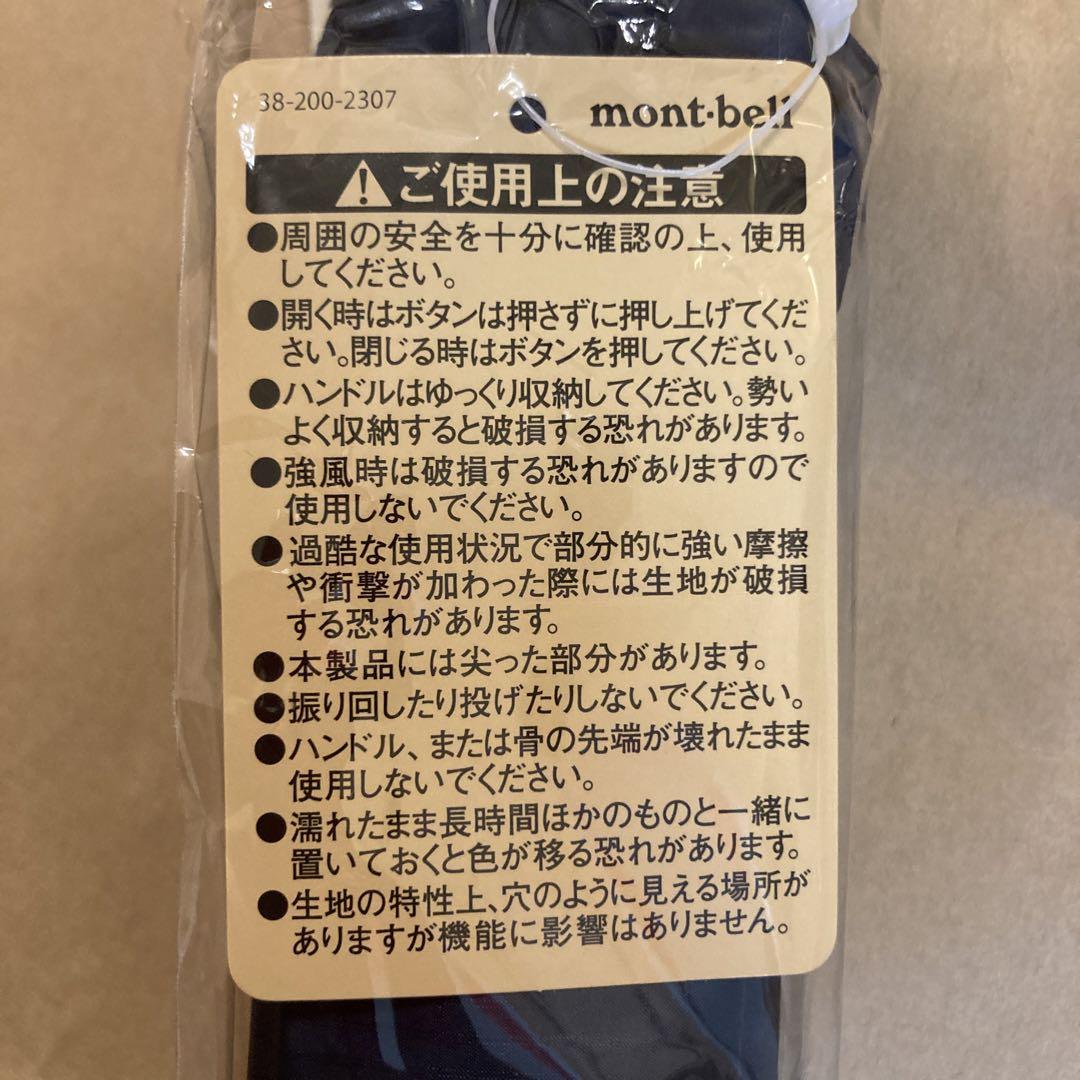 38-200-2307
mont·bell
ご使用上の注意
●周囲の安全を十分に確認の上、使用
してください。
●開く時はボタンは押さずに押し上げてくだ
さい。閉じる時はボタンを押してください。
●ハンドルはゆっくり収納してください。勢い
よく収納すると破損する恐れがあります。
●強風時は破損する恐れがありますので
使用しないでください。
●過酷な使用状況で部分的に強い摩擦
や衝撃が加わった際には生地が破損
する恐れがあります。
●本製品には尖った部分があります。
●振り回したり投げたりしないでください。
●ハンドル、または骨の先端が壊れたまま
使用しないでください。
●濡れたまま長時間ほかのものと一緒に
置いておくと色が移る恐れがあります。
●生地の特性上、穴のように見える場所が
ありますが機能に影響はありません。